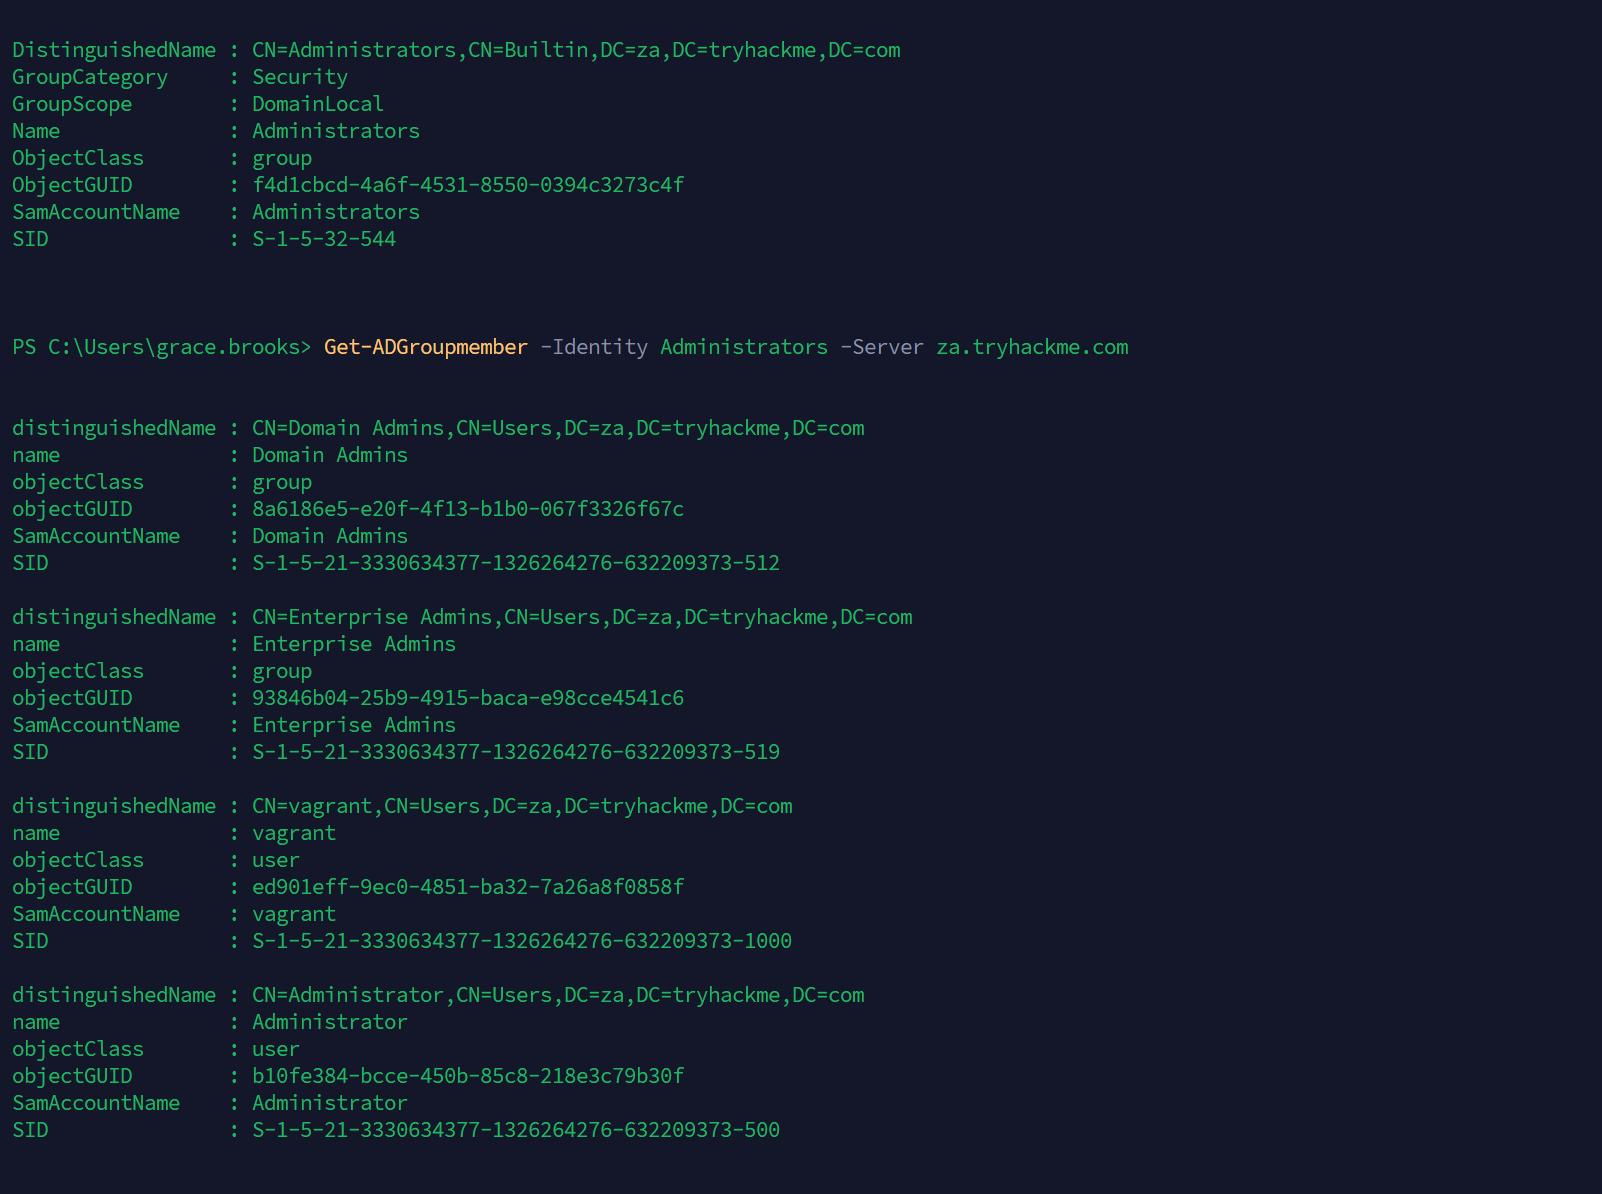 DistinguishedName : CN=Administrators,CN=Builtin,DC=za,DC=tryhackme,DC=com
GroupCategory     : Security
GroupScope        : DomainLocal
Name              : Administrators
ObjectClass       : group
ObjectGUID        : f4d1cbcd-4a6f-4531-8550-0394c3273c4f
SamAccountName    : Administrators
SID               : S-1-5-32-544
PS C:\Users\grace.brooks> Get-ADGroupmember -Identity Administrators -Server za.tryhackme.com
distinguishedName : CN=Domain Admins,CN=Users,DC=za,DC=tryhackme,DC=com
name              : Domain Admins
objectClass       : group
objectGUID        : 8a6186e5-e20f-4f13-b1b0-067f3326f67c
SamAccountName    : Domain Admins
SID               : S-1-5-21-3330634377-1326264276-632209373-512
distinguishedName : CN=Enterprise Admins,CN=Users,DC=za,DC=tryhackme,DC=com
name              : Enterprise Admins
objectClass       : group
objectGUID        : 93846b04-25b9-4915-baca-e98cce4541c6
SamAccountName    : Enterprise Admins
SID               : S-1-5-21-3330634377-1326264276-632209373-519
distinguishedName : CN=vagrant,CN=Users,DC=za,DC=tryhackme,DC=com
name              : vagrant
objectClass       : user
objectGUID        : ed901eff-9ec0-4851-ba32-7a26a8f0858f
SamAccountName    : vagrant
SID               : S-1-5-21-3330634377-1326264276-632209373-1000
distinguishedName : CN=Administrator,CN=Users,DC=za,DC=tryhackme,DC=com
name              : Administrator
objectClass       : user
objectGUID        : b10fe384-bcce-450b-85c8-218e3c79b30f
SamAccountName    : Administrator
SID               : S-1-5-21-3330634377-1326264276-632209373-500